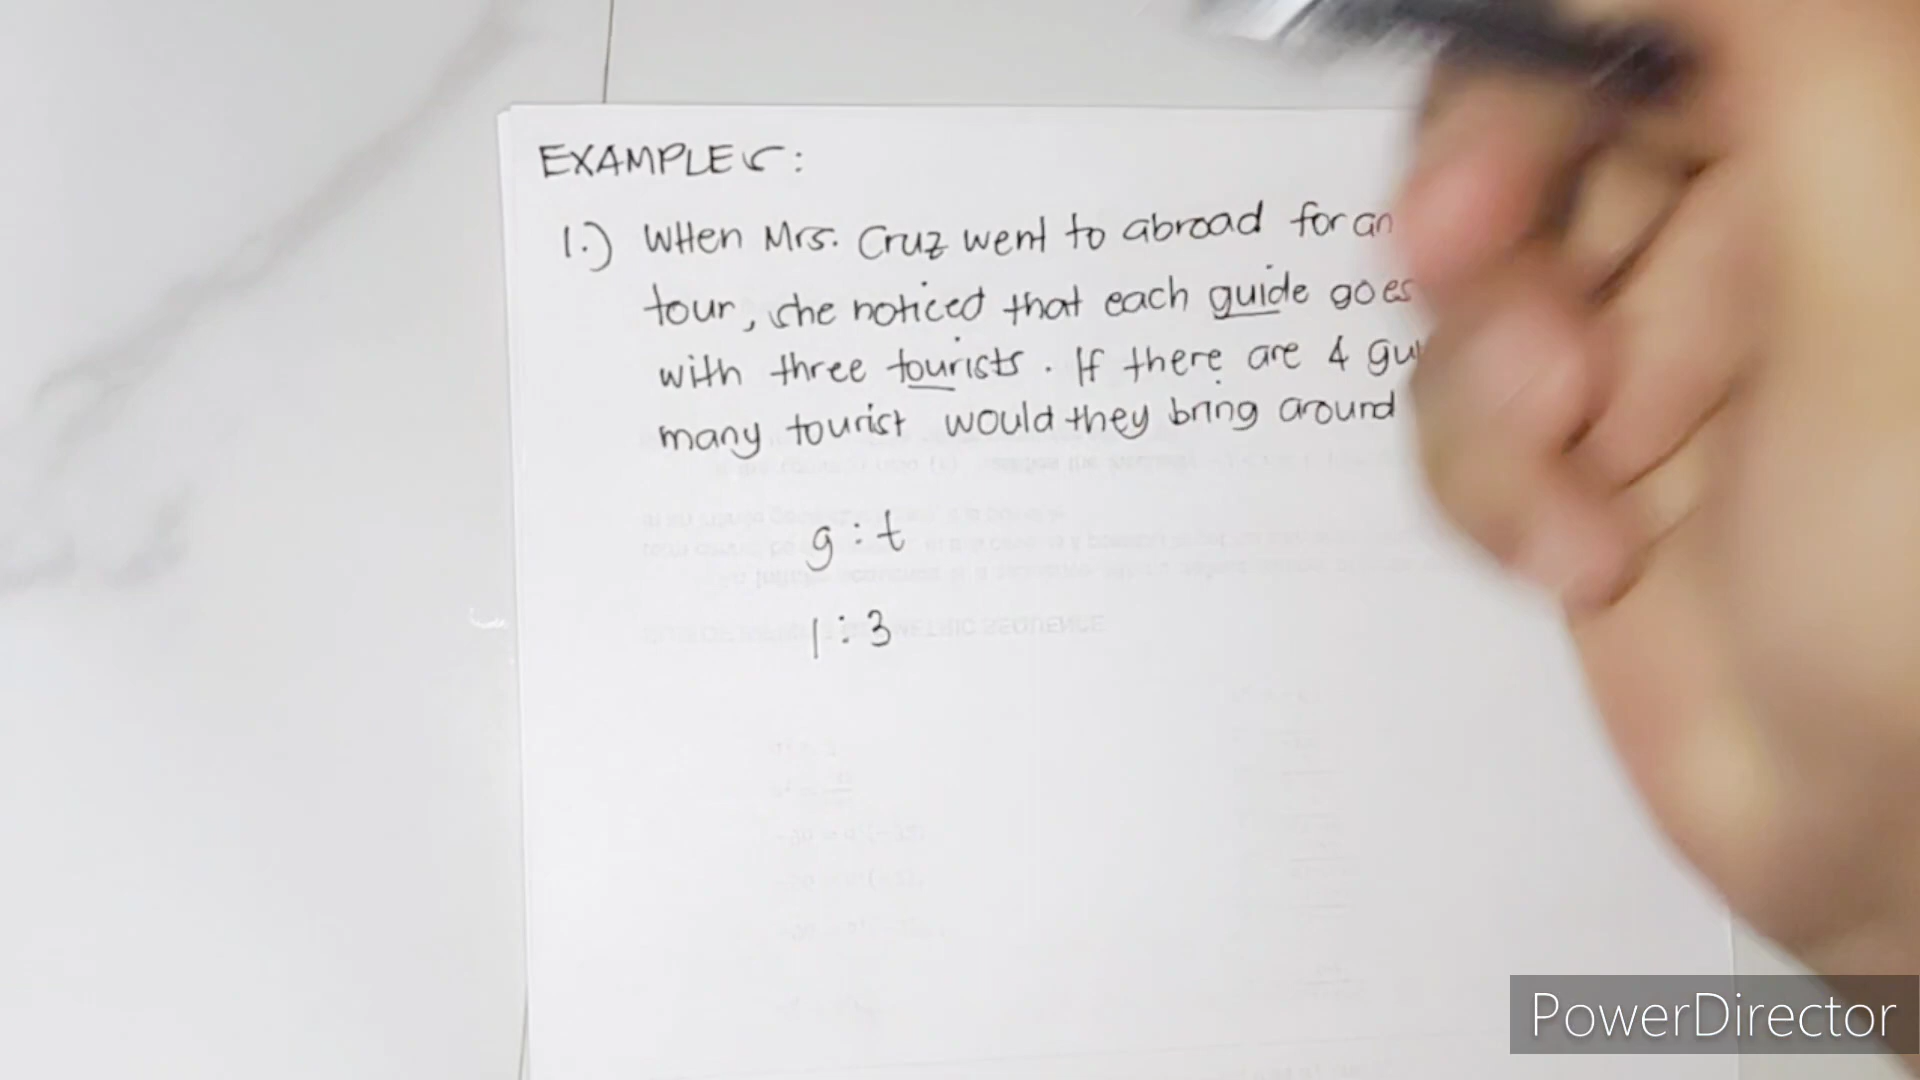 EXAMPLES:
1.) WHen Mrs. Cruz went to abroad for an
tour, she noticed that each guide goes
with three tourists. If there are 4
many tourist would they bring around
g : t
1 : 3
PowerDirector